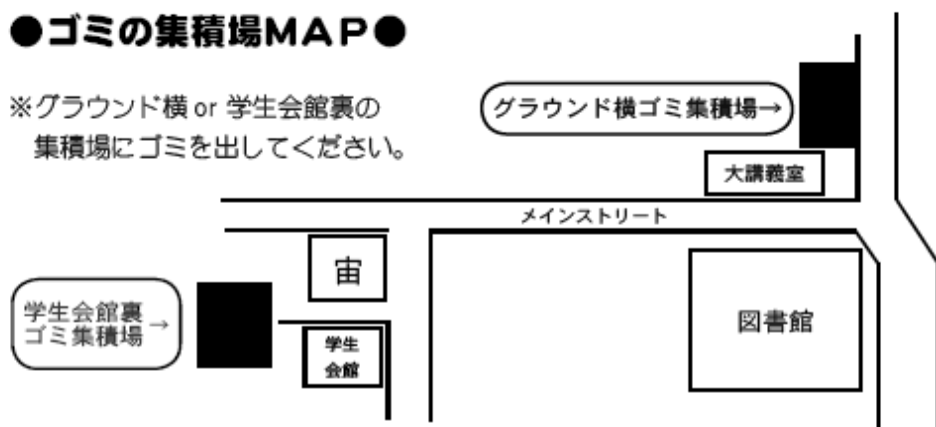 ●ゴミの集積場MAP●
※グラウンド横 or 学生会館裏の
集積場にゴミを出してください。
グラウンド横ゴミ集積場→
大講義室
メインストリート
宙
学生会館裏
ゴミ集積場→
学生
会館
図書館